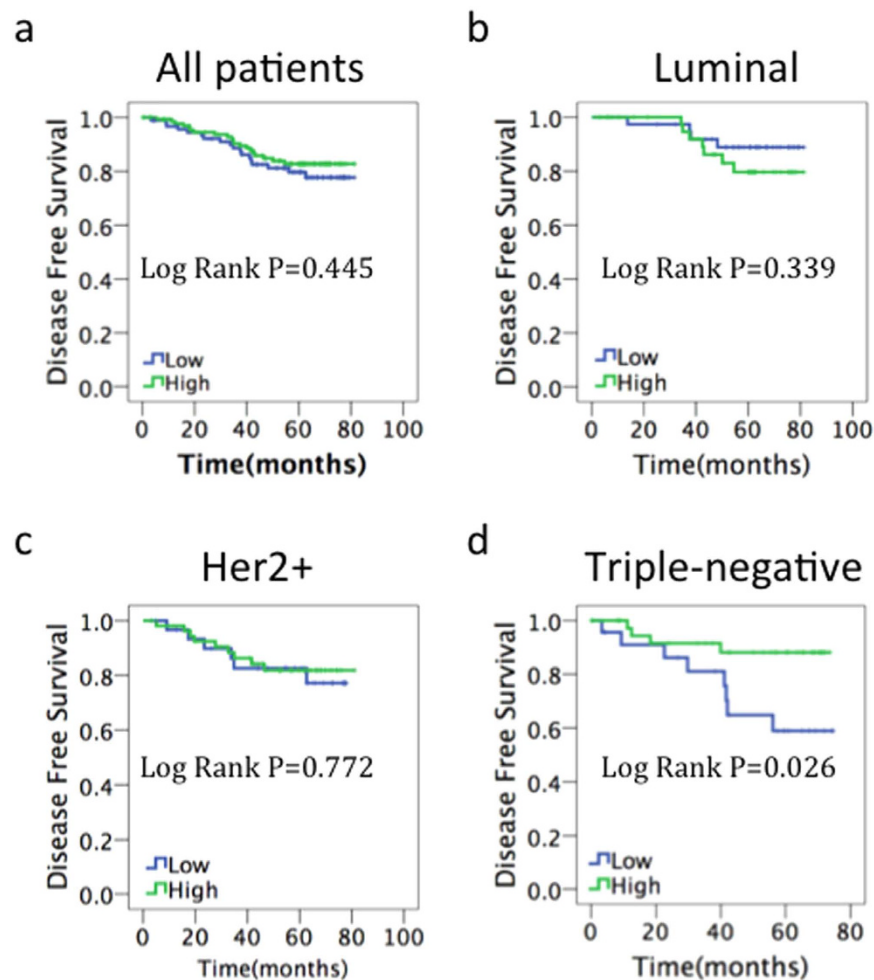 a
All patients
Disease Free Survival
1.0
0.8
0.6
0.4
0.2
0.0
Log Rank P=0.445
Low
High
0 20 40 60 80 100
Time(months)
b
Luminal
Disease Free Survival
1.0
0.8
0.6
0.4
0.2
0.0
Log Rank P=0.339
Low
High
0 20 40 60 80 100
Time(months)
c
Her2+
Disease Free Survival
1.0
0.8
0.6
0.4
0.2
0.0
Log Rank P=0.772
Low
High
0 20 40 60 80 100
Time(months)
d
Triple-negative
Disease Free Survival
1.0
0.8
0.6
0.4
0.2
0.0
Log Rank P=0.026
Low
High
0 20 40 60 80
Time(months)